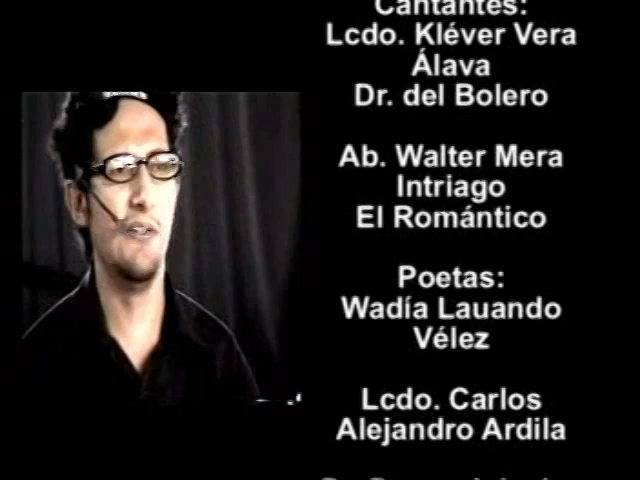 Cantantes:
Lcdo. Kléver Vera
Álava
Dr. del Bolero
Ab. Walter Mera
Intriago
El Romántico
Poetas:
Wadía Lauando
Vélez
Lcdo. Carlos
Alejandro Ardila